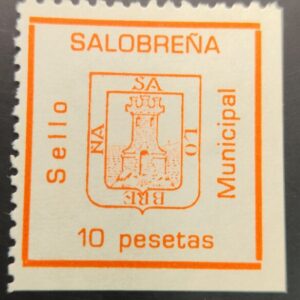 SALOBREÑA
Sello
SA
LO
BRE
ÑA
Municipal
10 pesetas